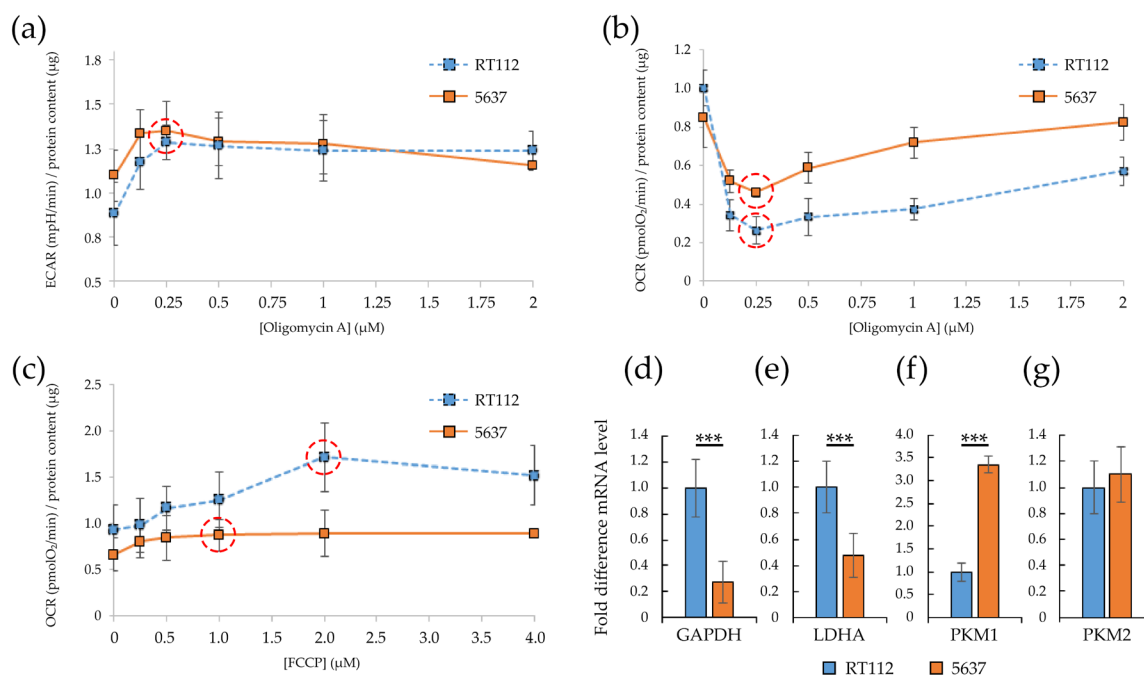 (a)
ECAR (mpH/min) / protein content (µg)
1.8
1.5
1.3
1.0
0.8
0.5
RT112
5637
0 0.25 0.5 0.75 1 1.25 1.5 1.75 2
[Oligomycin A] (µM)
(b)
OCR (pmolO₂/min) / protein content (µg)
1.2
1.0
0.8
0.6
0.4
0.2
0
RT112
5637
0 0.25 0.5 0.75 1 1.25 1.5 1.75 2
[Oligomycin A] (µM)
(c)
OCR (pmolO₂/min) / protein content (µg)
2.5
2.0
1.5
1.0
0.5
0
RT112
5637
0 0.5 1.0 1.5 2.0 2.5 3.0 3.5 4.0
[FCCP] (µM)
(d)
Fold difference mRNA level
1.4
1.2
1.0
0.8
0.6
0.4
0.2
0
***
GAPDH
(e)
1.4
1.2
1.0
0.8
0.6
0.4
0.2
0
***
LDHA
(f)
4.0
3.5
3.0
2.5
2.0
1.5
1.0
0.5
0
***
PKM1
(g)
1.4
1.2
1.0
0.8
0.6
0.4
0.2
0
PKM2
RT112 5637